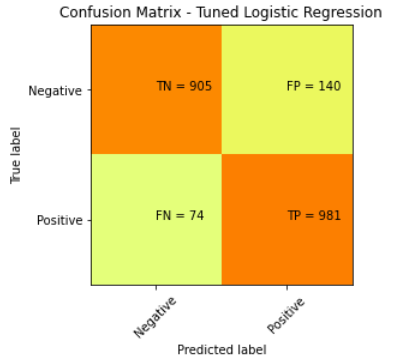 Confusion Matrix - Tuned Logistic Regression
True label
Negative
TN = 905
FP = 140
Positive
FN = 74
TP = 981
Negative
Positive
Predicted label